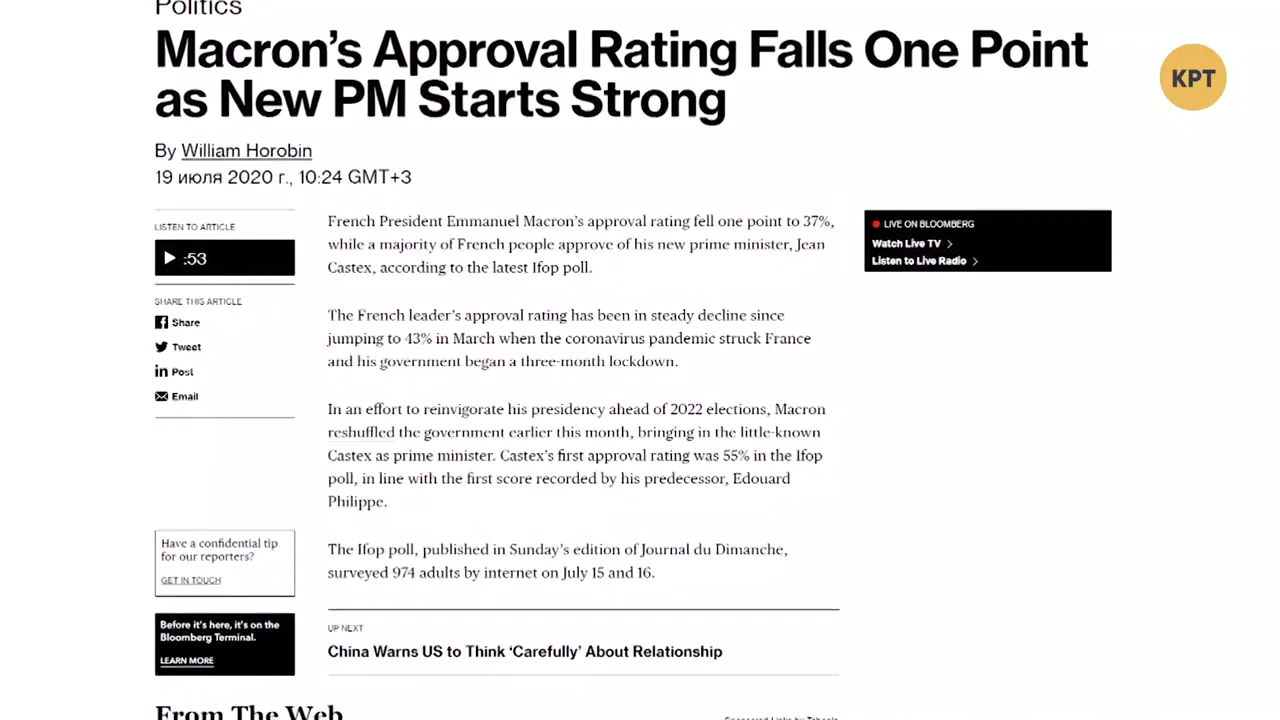 Politics
Macron's Approval Rating Falls One Point
as New PM Starts Strong
KPT
By William Horobin
19 июля 2020 г., 10:24 GMT+3
LISTEN TO ARTICLE
:53
SHARE THIS ARTICLE
Share
Tweet
Post
Email
French President Emmanuel Macron's approval rating fell one point to 37%,
while a majority of French people approve of his new prime minister, Jean
Castex, according to the latest Ifop poll.
The French leader's approval rating has been in steady decline since
jumping to 43% in March when the coronavirus pandemic struck France
and his government began a three-month lockdown.
In an effort to reinvigorate his presidency ahead of 2022 elections, Macron
reshuffled the government earlier this month, bringing in the little-known
Castex as prime minister. Castex's first approval rating was 55% in the Ifop
poll, in line with the first score recorded by his predecessor, Edouard
Philippe.
The Ifop poll, published in Sunday's edition of Journal du Dimanche,
surveyed 974 adults by internet on July 15 and 16.
LIVE ON BLOOMBERG
Watch Live TV
Listen to Live Radio
Have a confidential tip
for our reporters?
GET IN TOUCH
Before it's here, it's on the
Bloomberg Terminal.
LEARN MORE
UP NEXT
China Warns US to Think 'Carefully' About Relationship
From The Web
Sponsored Links by Taboola